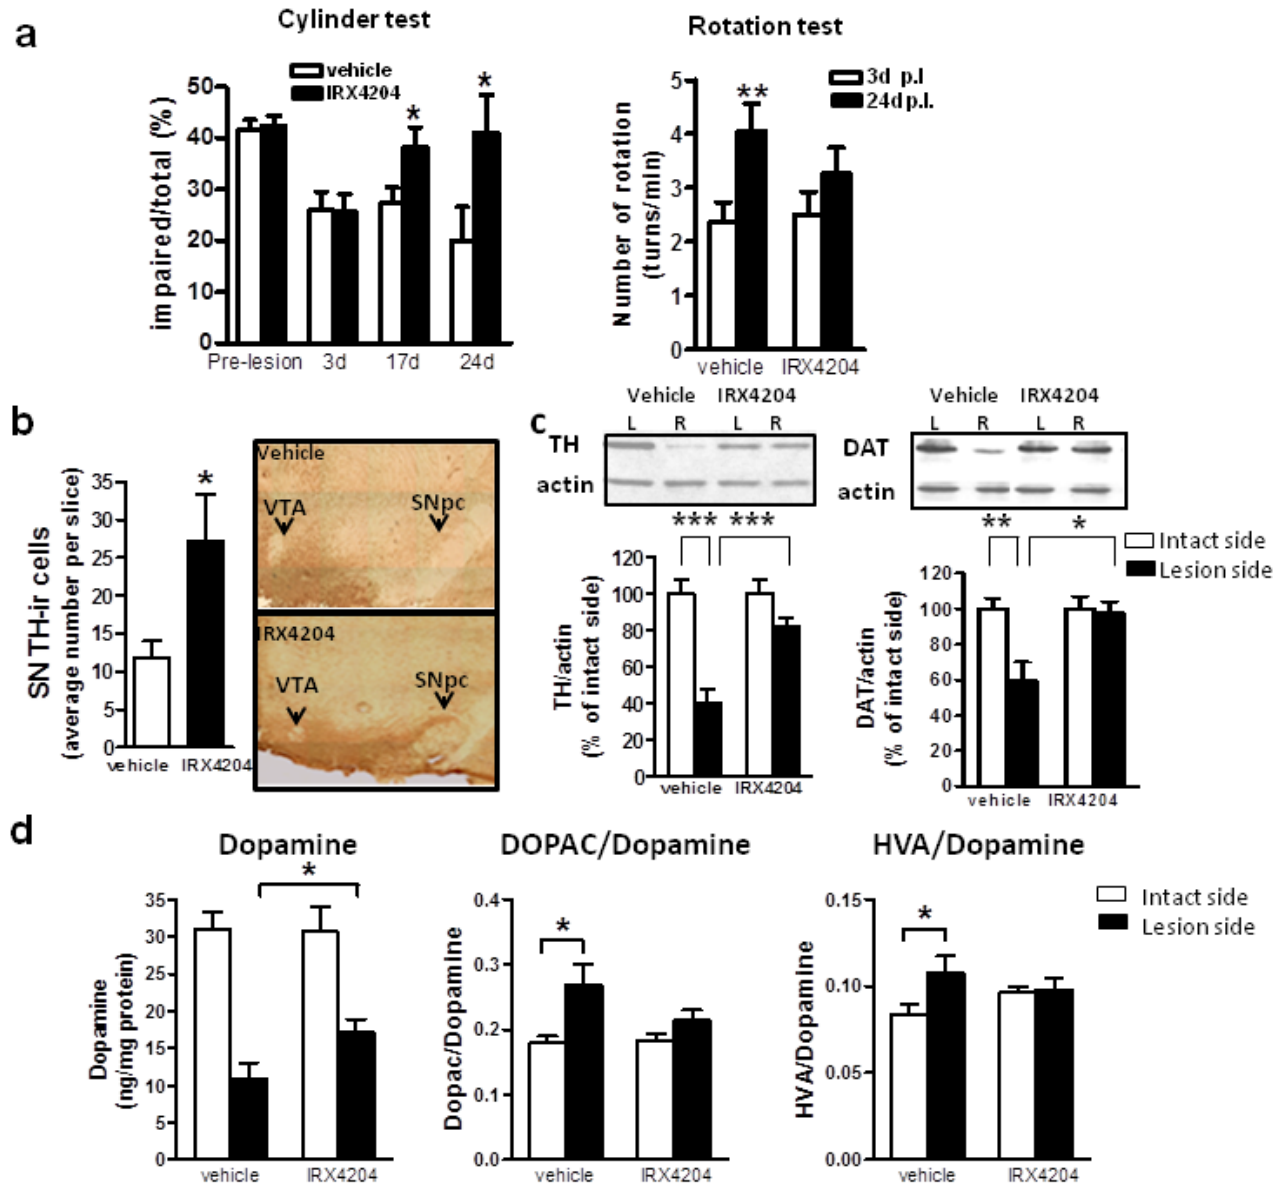 a
Cylinder test
vehicle
IRX4204
impaired/total (%)
50
40
30
20
10
0
*
*
Pre-lesion 3d 17d 24d
Rotation test
3d p.l
24d p.l.
Number of rotation
(turns/min)
5
4
3
2
1
0
**
vehicle IRX4204
b
SN TH-ir cells
(average number per slice)
35
30
25
20
15
10
5
0
*
vehicle IRX4204
Vehicle
VTA SNpc
IRX4204
VTA SNpc
c
Vehicle IRX4204
L R L R
TH
actin
*** ***
TH/actin
(% of intact side)
120
100
80
60
40
20
0
vehicle IRX4204
Vehicle IRX4204
L R L R
DAT
actin
** *
Intact side
Lesion side
DAT/actin
(% of intact side)
120
100
80
60
40
20
0
vehicle IRX4204
d
Dopamine
*
Dopamine
(ng/mg protein)
35
30
25
20
15
10
5
0
vehicle IRX4204
DOPAC/Dopamine
*
Dopac/Dopamine
0.4
0.3
0.2
0.1
0.0
vehicle IRX4204
HVA/Dopamine
*
HVA/Dopamine
0.15
0.10
0.05
0.00
vehicle IRX4204
Intact side
Lesion side